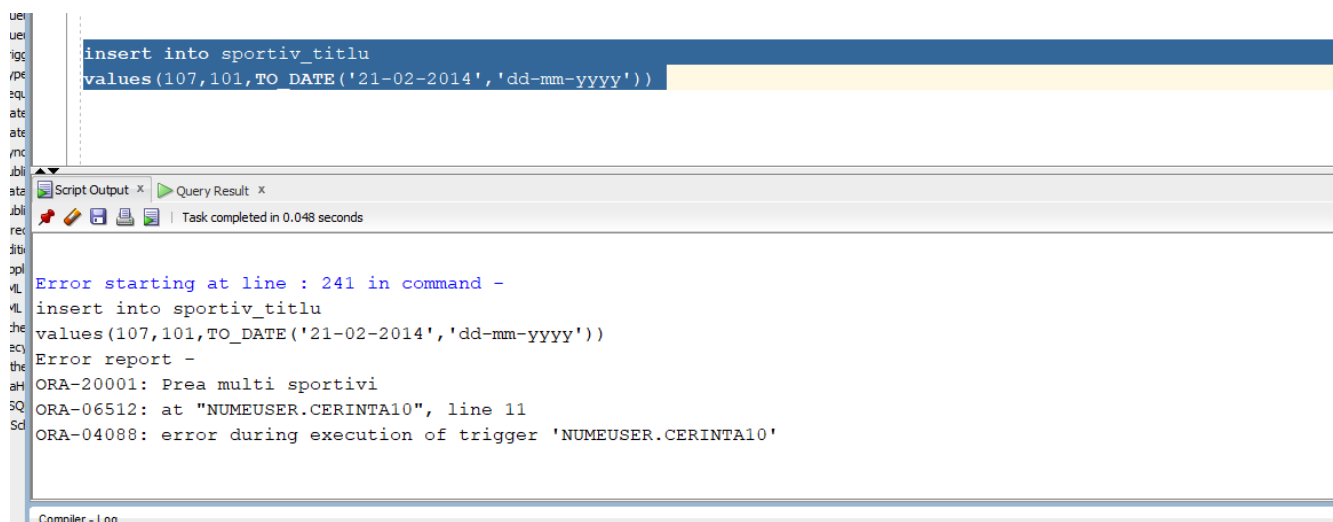 insert into sportiv_titlu
values(107,101,TO_DATE('21-02-2014','dd-mm-yyyy'))
Script Output x Query Result x
Task completed in 0.048 seconds
Error starting at line : 241 in command -
insert into sportiv_titlu
values(107,101,TO_DATE('21-02-2014','dd-mm-yyyy'))
Error report -
ORA-20001: Prea multi sportivi
ORA-06512: at "NUMEUSER.CERINTA10", line 11
ORA-04088: error during execution of trigger 'NUMEUSER.CERINTA10'
Compiler - Log